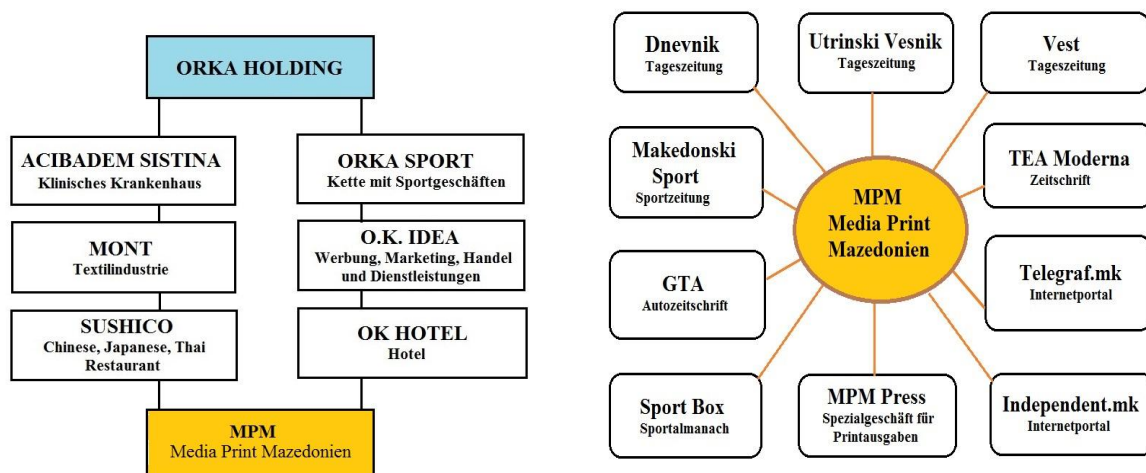 ORKA HOLDING
ACIBADEM SISTINA
Klinisches Krankenhaus
ORKA SPORT
Kette mit Sportgeschäften
MONT
Textilindustrie
O.K. IDEA
Werbung, Marketing, Handel
und Dienstleistungen
SUSHICO
Chinese, Japanese, Thai
Restaurant
OK HOTEL
Hotel
MPM
Media Print Mazedonien
Dnevnik
Tageszeitung
Utrinski Vesnik
Tageszeitung
Vest
Tageszeitung
Makedonski
Sport
Sportzeitung
MPM
Media Print
Mazedonien
TEA Moderna
Zeitschrift
GTA
Autozeitschrift
Telegraf.mk
Internetportal
Sport Box
Sportalmanach
MPM Press
Spezialgeschäft für
Printausgaben
Independent.mk
Internetportal